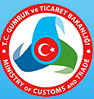 T.C. GÜMRÜK ve TİCARET BAKANLIĞI
MINISTRY OF CUSTOMS AND TRADE